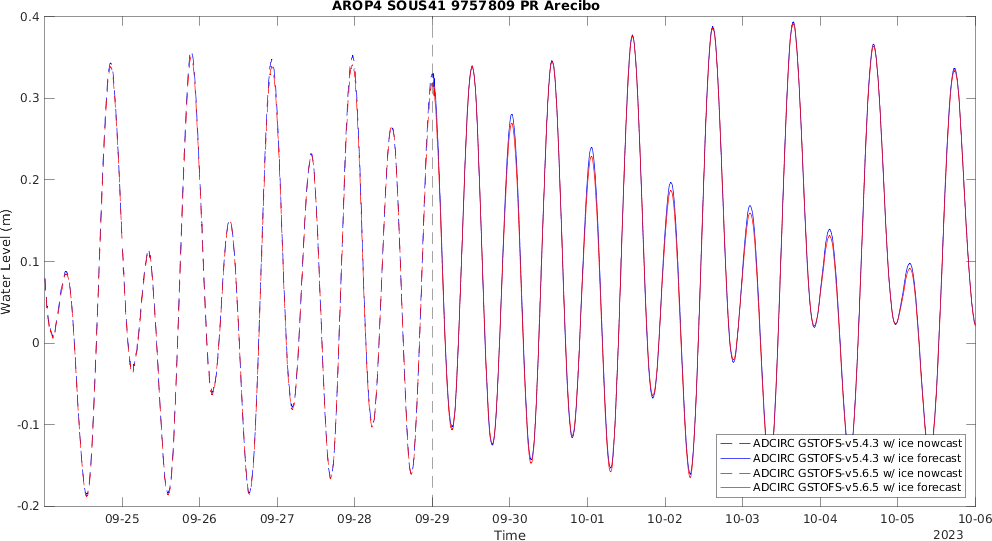 AROP4 SOUS41 9757809 PR Arecibo
Water Level (m)
0.4
0.3
0.2
0.1
0
-0.1
-0.2
ADCIRC GSTOFS-v5.4.3 w/ ice nowcast
ADCIRC GSTOFS-v5.4.3 w/ ice forecast
ADCIRC GSTOFS-v5.6.5 w/ ice nowcast
ADCIRC GSTOFS-v5.6.5 w/ ice forecast
09-25 09-26 09-27 09-28 09-29 09-30 10-01 10-02 10-03 10-04 10-05 10-06
Time
2023